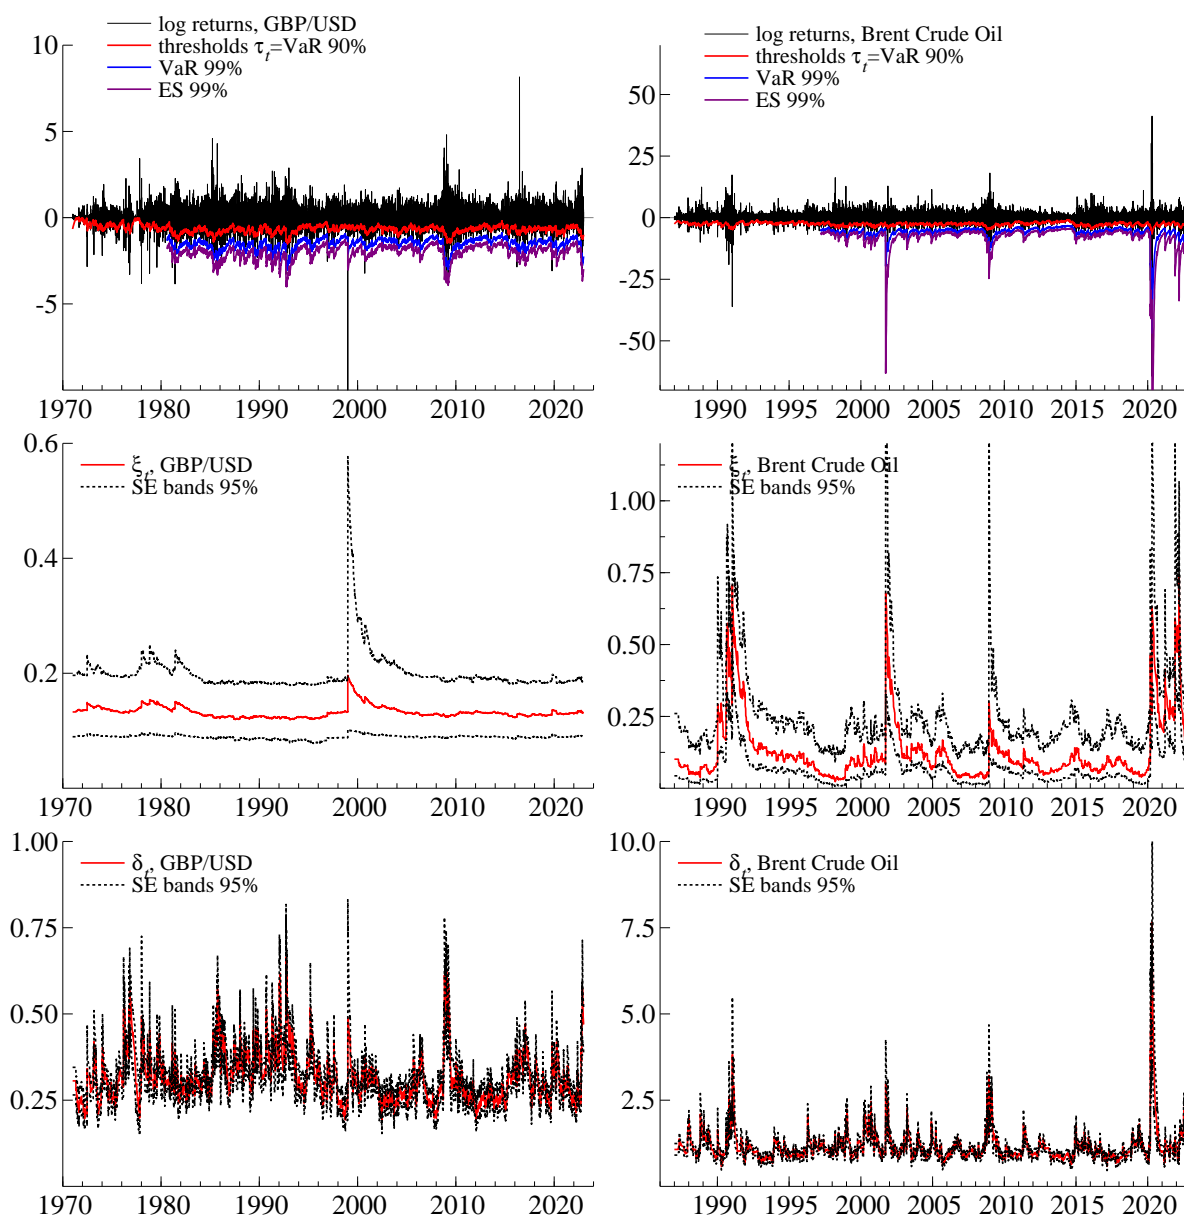 log returns, GBP/USD
thresholds τt=VaR 90%
VaR 99%
ES 99%
10
5
0
-5
1970 1980 1990 2000 2010 2020
log returns, Brent Crude Oil
thresholds τt=VaR 90%
VaR 99%
ES 99%
50
25
0
-25
-50
1990 1995 2000 2005 2010 2015 2020
ξt, GBP/USD
SE bands 95%
0.6
0.4
0.2
1970 1980 1990 2000 2010 2020
ξt, Brent Crude Oil
SE bands 95%
1.00
0.75
0.50
0.25
1990 1995 2000 2005 2010 2015 2020
δt, GBP/USD
SE bands 95%
1.00
0.75
0.50
0.25
1970 1980 1990 2000 2010 2020
δt, Brent Crude Oil
SE bands 95%
10.0
7.5
5.0
2.5
1990 1995 2000 2005 2010 2015 2020